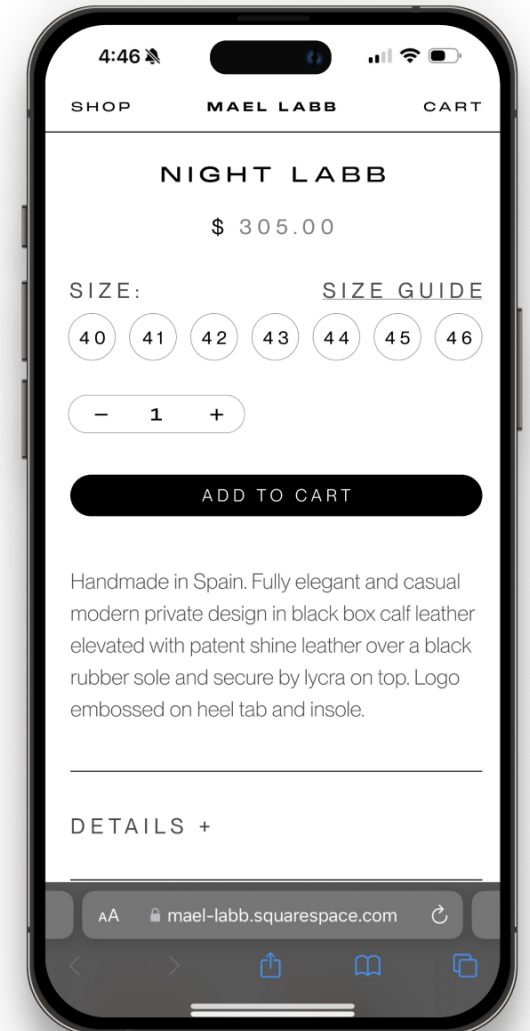 4:46
SHOP MAEL LABB CART
NIGHT LABB
$ 305.00
SIZE: SIZE GUIDE
40 41 42 43 44 45 46
− 1 +
ADD TO CART
Handmade in Spain. Fully elegant and casual
modern private design in black box calf leather
elevated with patent shine leather over a black
rubber sole and secure by lycra on top. Logo
embossed on heel tab and insole.
DETAILS +
AA mael-labb.squarespace.com